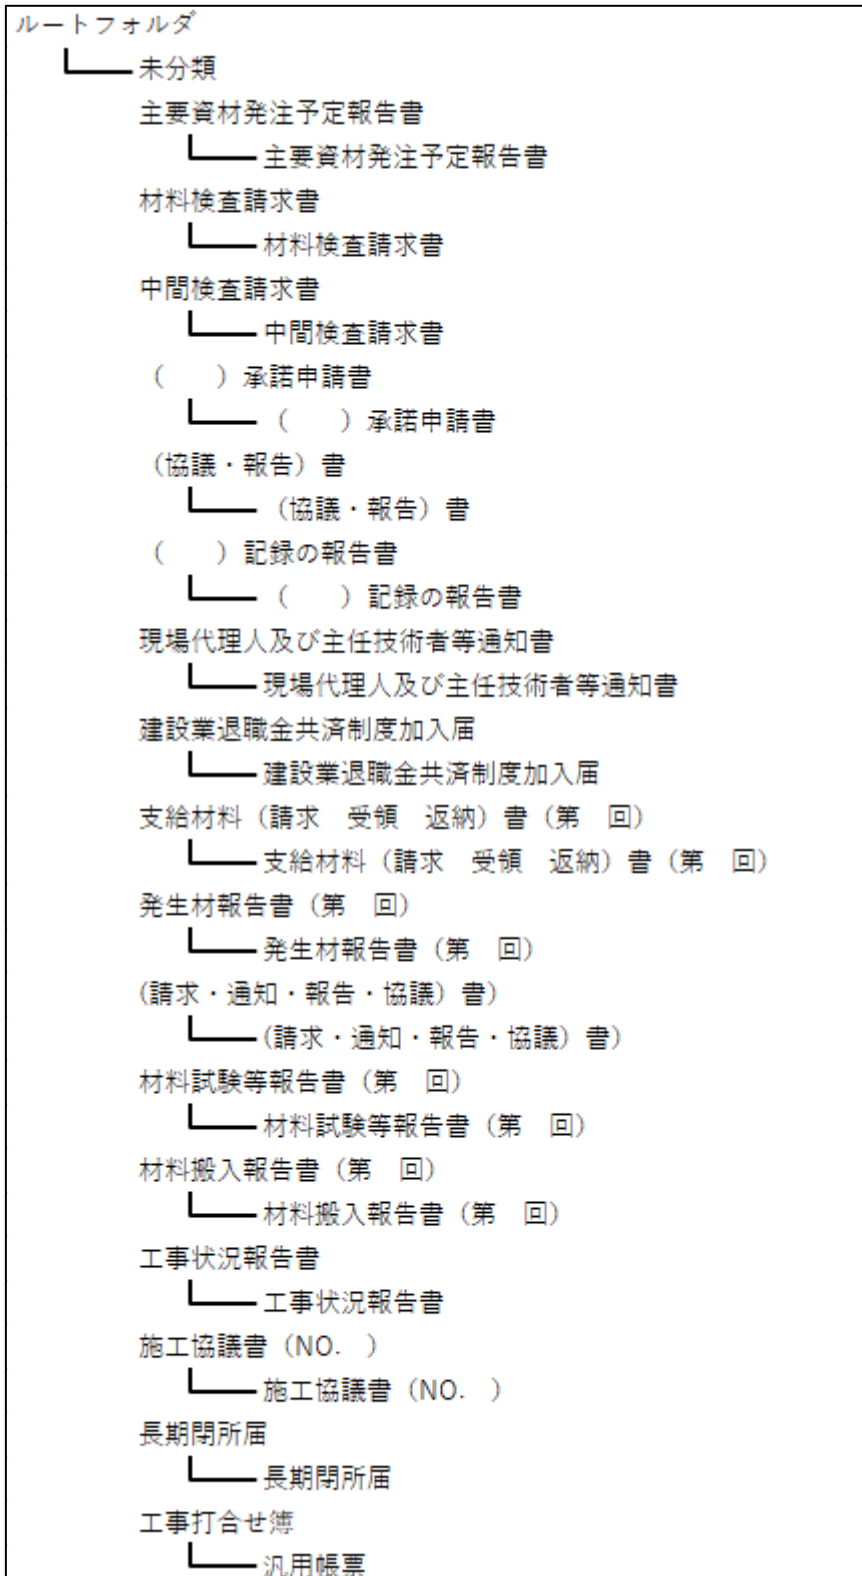 ルートフォルダ
未分類
主要資材発注予定報告書
主要資材発注予定報告書
材料検査請求書
材料検査請求書
中間検査請求書
中間検査請求書
（　　）承諾申請書
（　　）承諾申請書
（協議・報告）書
（協議・報告）書
（　　）記録の報告書
（　　）記録の報告書
現場代理人及び主任技術者等通知書
現場代理人及び主任技術者等通知書
建設業退職金共済制度加入届
建設業退職金共済制度加入届
支給材料（請求　受領　返納）書（第　回）
支給材料（請求　受領　返納）書（第　回）
発生材報告書（第　回）
発生材報告書（第　回）
(請求・通知・報告・協議）書）
(請求・通知・報告・協議）書）
材料試験等報告書（第　回）
材料試験等報告書（第　回）
材料搬入報告書（第　回）
材料搬入報告書（第　回）
工事状況報告書
工事状況報告書
施工協議書（NO.　）
施工協議書（NO.　）
長期閉所届
長期閉所届
工事打合せ簿
汎用帳票